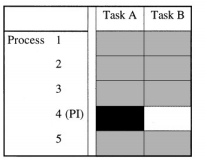 Task A Task B
Process 1
2
3
4 (PI)
5